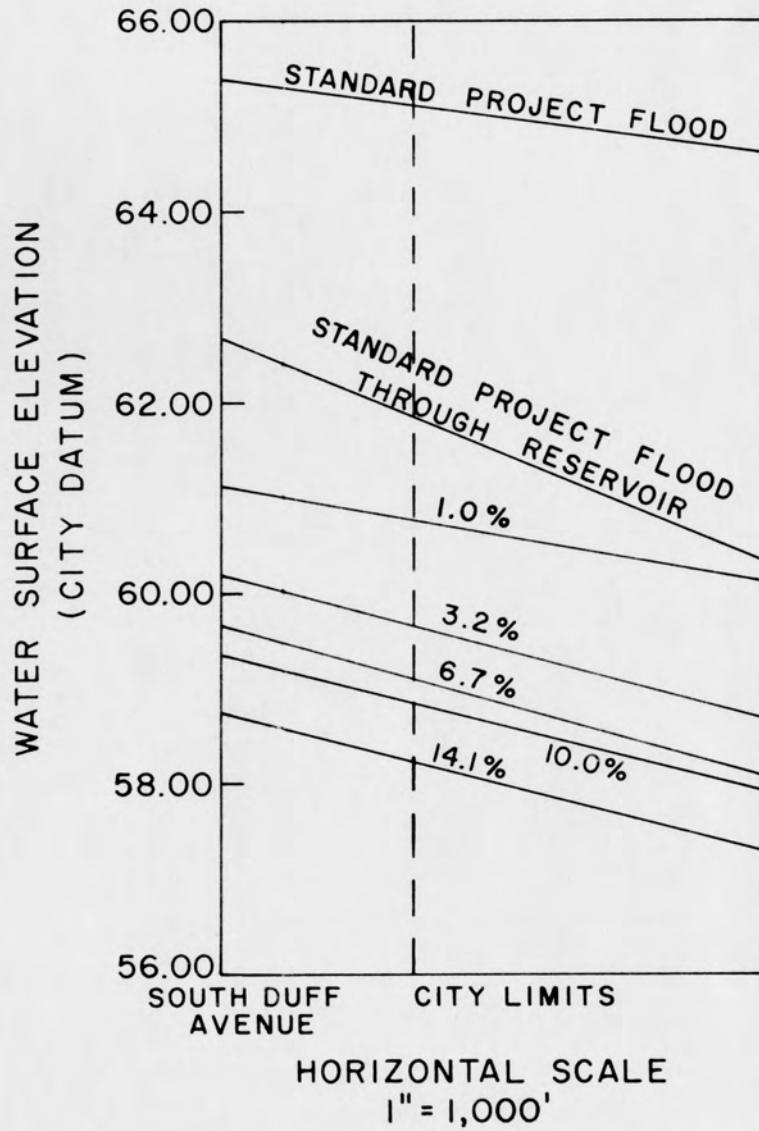 66.00
STANDARD PROJECT FLOOD
64.00
WATER SURFACE ELEVATION
(CITY DATUM)
STANDARD PROJECT FLOOD
THROUGH RESERVOIR
62.00
1.0%
60.00
3.2%
6.7%
10.0%
14.1%
58.00
56.00
SOUTH DUFF
AVENUE
CITY LIMITS
HORIZONTAL SCALE
1" = 1,000'